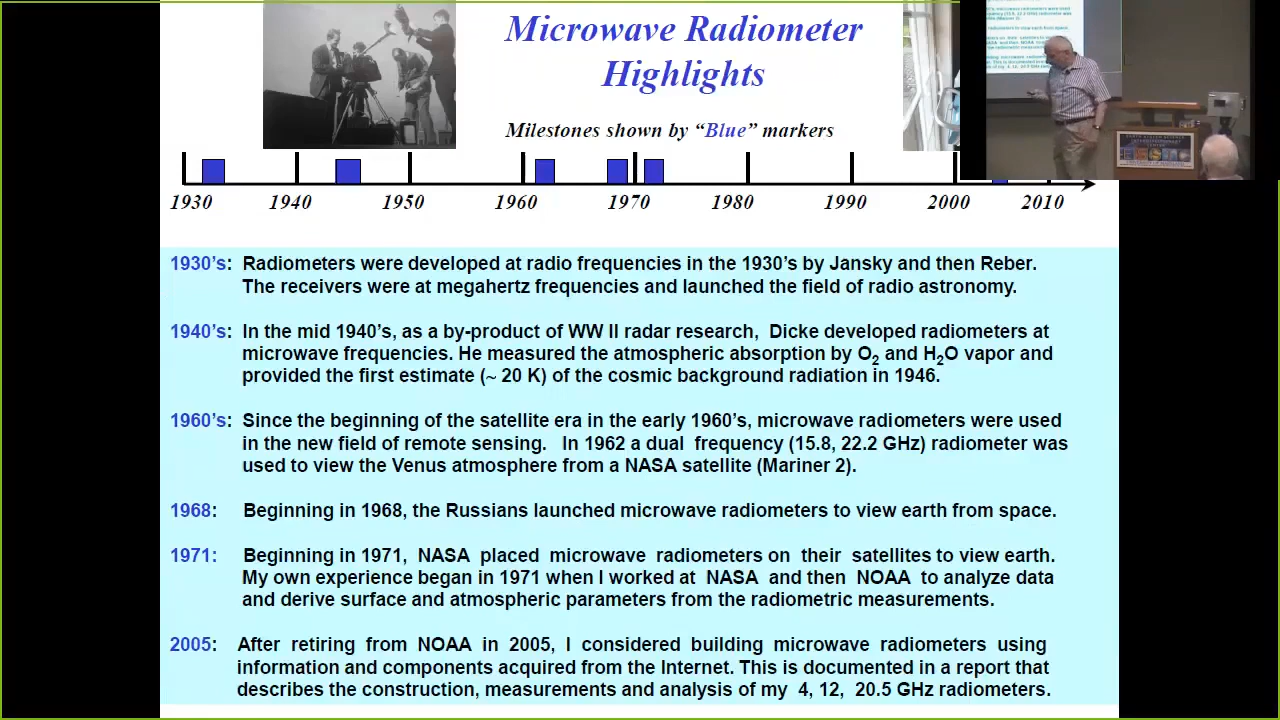 Microwave Radiometer
Highlights
Milestones shown by “Blue” markers
1930 1940 1950 1960 1970 1980 1990 2000 2010
1930’s: Radiometers were developed at radio frequencies in the 1930’s by Jansky and then Reber.
The receivers were at megahertz frequencies and launched the field of radio astronomy.
1940’s: In the mid 1940’s, as a by-product of WW II radar research, Dicke developed radiometers at
microwave frequencies. He measured the atmospheric absorption by O₂ and H₂O vapor and
provided the first estimate (~ 20 K) of the cosmic background radiation in 1946.
1960’s: Since the beginning of the satellite era in the early 1960’s, microwave radiometers were used
in the new field of remote sensing. In 1962 a dual frequency (15.8, 22.2 GHz) radiometer was
used to view the Venus atmosphere from a NASA satellite (Mariner 2).
1968: Beginning in 1968, the Russians launched microwave radiometers to view earth from space.
1971: Beginning in 1971, NASA placed microwave radiometers on their satellites to view earth.
My own experience began in 1971 when I worked at NASA and then NOAA to analyze data
and derive surface and atmospheric parameters from the radiometric measurements.
2005: After retiring from NOAA in 2005, I considered building microwave radiometers using
information and components acquired from the Internet. This is documented in a report that
describes the construction, measurements and analysis of my 4, 12, 20.5 GHz radiometers.